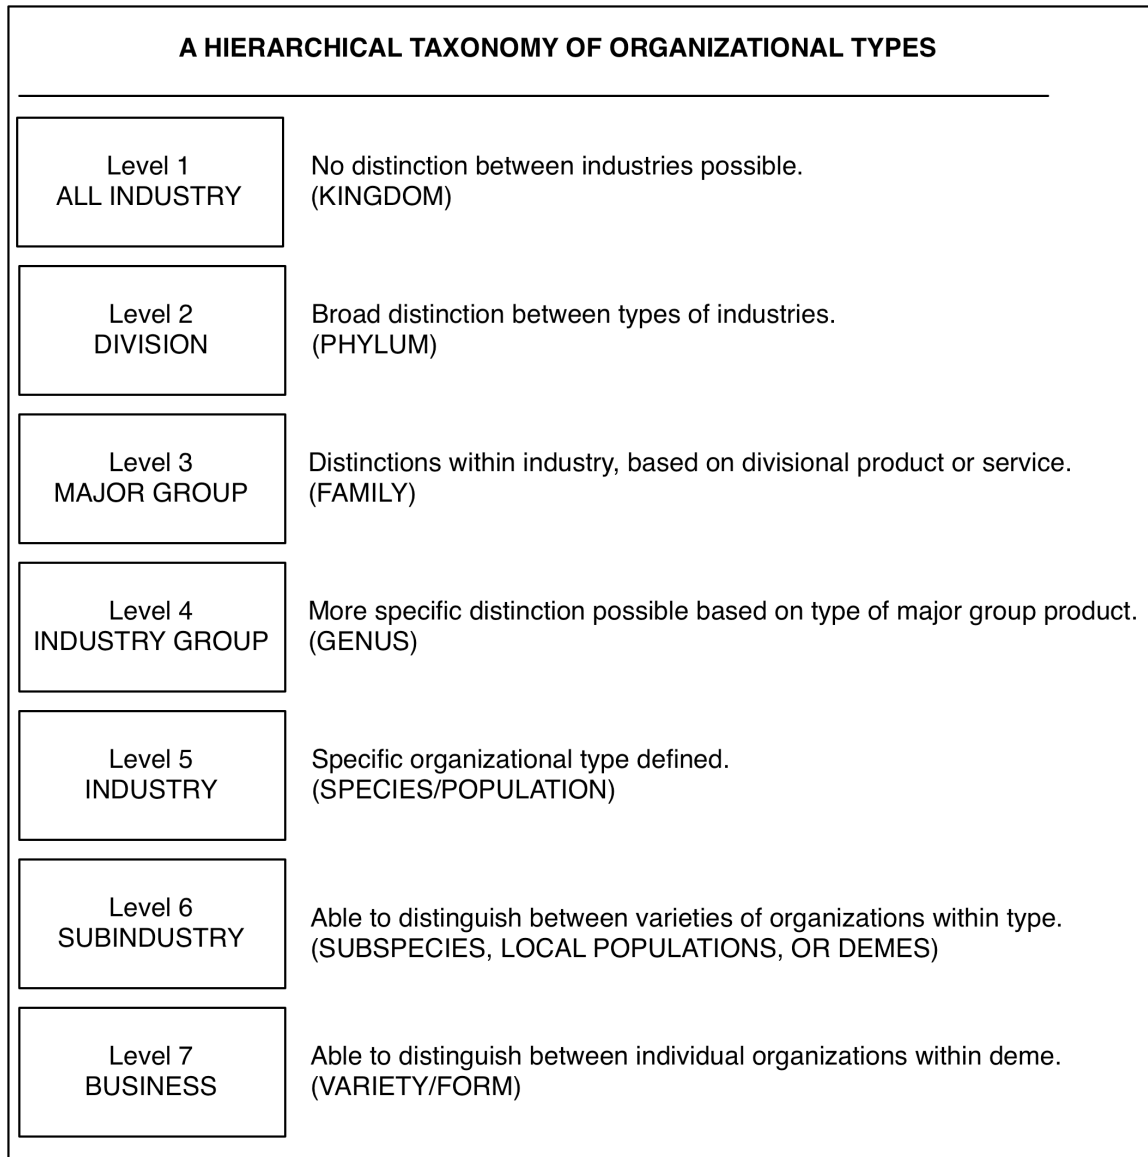 A HIERARCHICAL TAXONOMY OF ORGANIZATIONAL TYPES
Level 1
ALL INDUSTRY
No distinction between industries possible.
(KINGDOM)
Level 2
DIVISION
Broad distinction between types of industries.
(PHYLUM)
Level 3
MAJOR GROUP
Distinctions within industry, based on divisional product or service.
(FAMILY)
Level 4
INDUSTRY GROUP
More specific distinction possible based on type of major group product.
(GENUS)
Level 5
INDUSTRY
Specific organizational type defined.
(SPECIES/POPULATION)
Level 6
SUBINDUSTRY
Able to distinguish between varieties of organizations within type.
(SUBSPECIES, LOCAL POPULATIONS, OR DEMES)
Level 7
BUSINESS
Able to distinguish between individual organizations within deme.
(VARIETY/FORM)